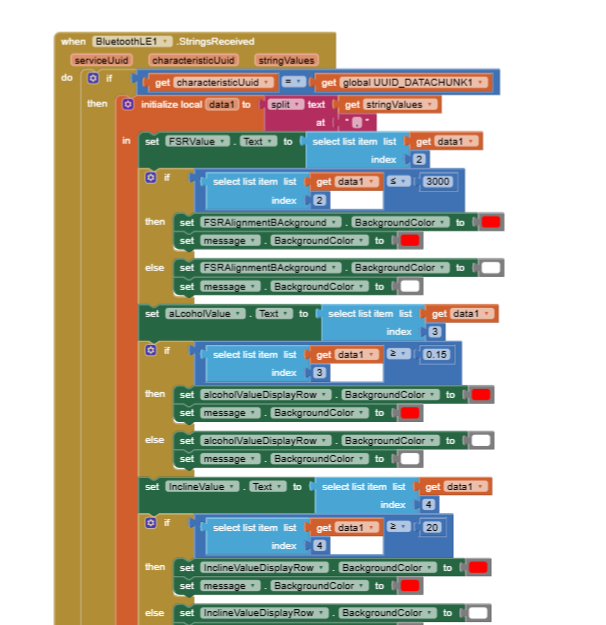 when BluetoothLE1 .StringsReceived
serviceUuid characteristicUuid stringValues
do if get characteristicUuid = get global UUID_DATACHUNK1
then initialize local data1 to split text get stringValues
at " , "
in set FSRValue . Text to select list item list get data1
index 2
if select list item list get data1 ≤ 3000
index 2
then set FSRAlignmentBAckground . BackgroundColor to
set message . BackgroundColor to
else set FSRAlignmentBAckground . BackgroundColor to
set message . BackgroundColor to
set aLcoholValue . Text to select list item list get data1
index 3
if select list item list get data1 ≥ 0.15
index 3
then set alcoholValueDisplayRow . BackgroundColor to
set message . BackgroundColor to
else set alcoholValueDisplayRow . BackgroundColor to
set message . BackgroundColor to
set InclineValue . Text to select list item list get data1
index 4
if select list item list get data1 ≥ 20
index 4
then set InclineValueDisplayRow . BackgroundColor to
set message . BackgroundColor to
else set InclineValueDisplayRow . BackgroundColor to